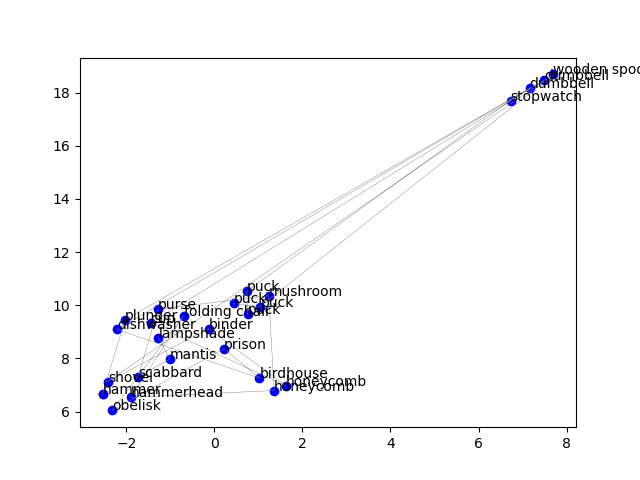 wooden spoo
dumbbell
dumbbell
stopwatch
puck
mushroom
puck
puck
puck
purse
folding chair
plunger
dishwasher
binder
lampshade
prison
mantis
scabbard
birdhouse
shovel
honeycomb
honeycomb
hammer
hammerhead
obelisk
18
16
14
12
10
8
6
−2
0
2
4
6
8